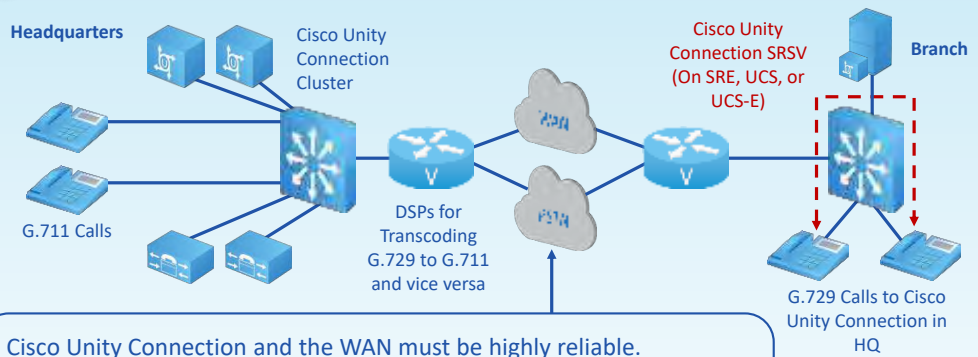 Headquarters
Cisco Unity
Connection
Cluster
Cisco Unity
Connection SRSV
(On SRE, UCS, or
UCS-E)
Branch
WAN
PSTN
V
V
G.711 Calls
DSPs for
Transcoding
G.729 to G.711
and vice versa
G.729 Calls to Cisco
Unity Connection in
HQ
Cisco Unity Connection and the WAN must be highly reliable.